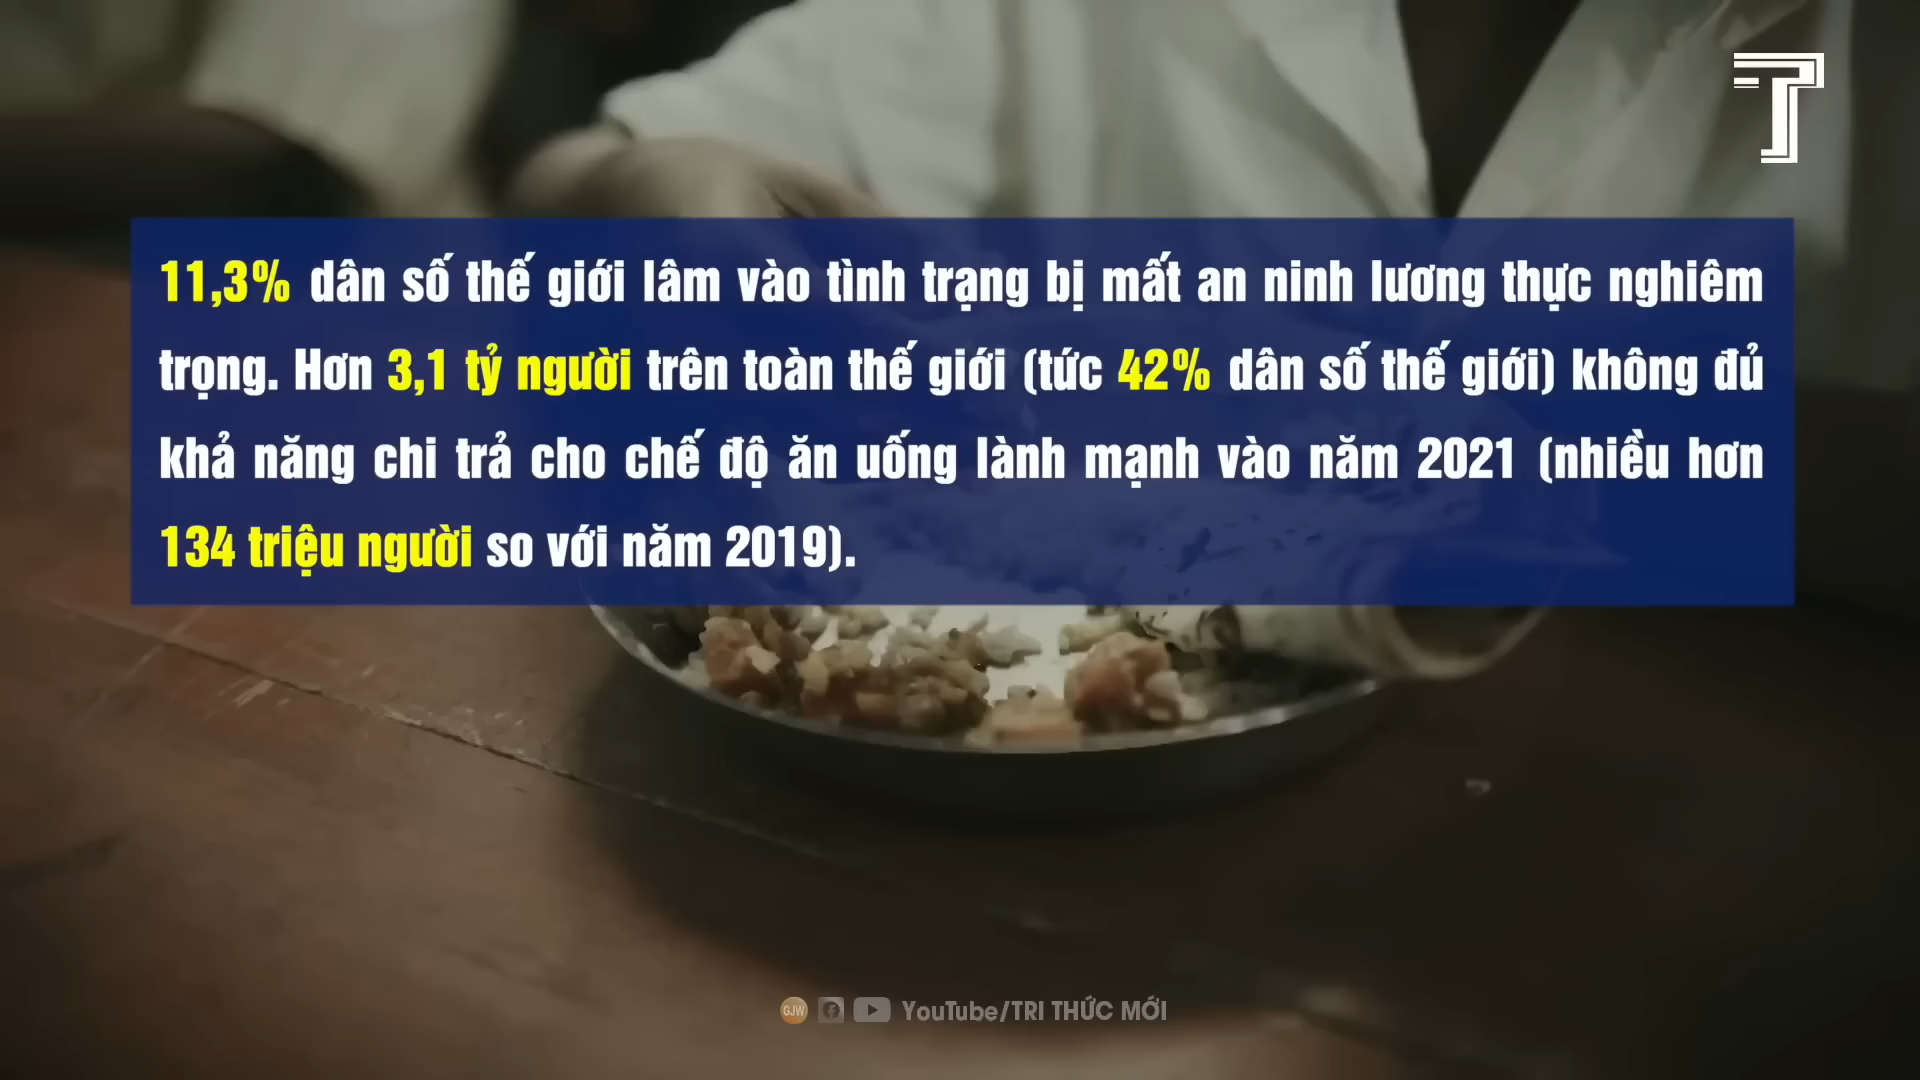 11,3% dân số thế giới lâm vào tình trạng bị mất an ninh lương thực nghiêm
trọng. Hơn 3,1 tỷ người trên toàn thế giới (tức 42% dân số thế giới) không đủ
khả năng chi trả cho chế độ ăn uống lành mạnh vào năm 2021 (nhiều hơn
134 triệu người so với năm 2019).
GJW YouTube/TRI THỨC MỚI